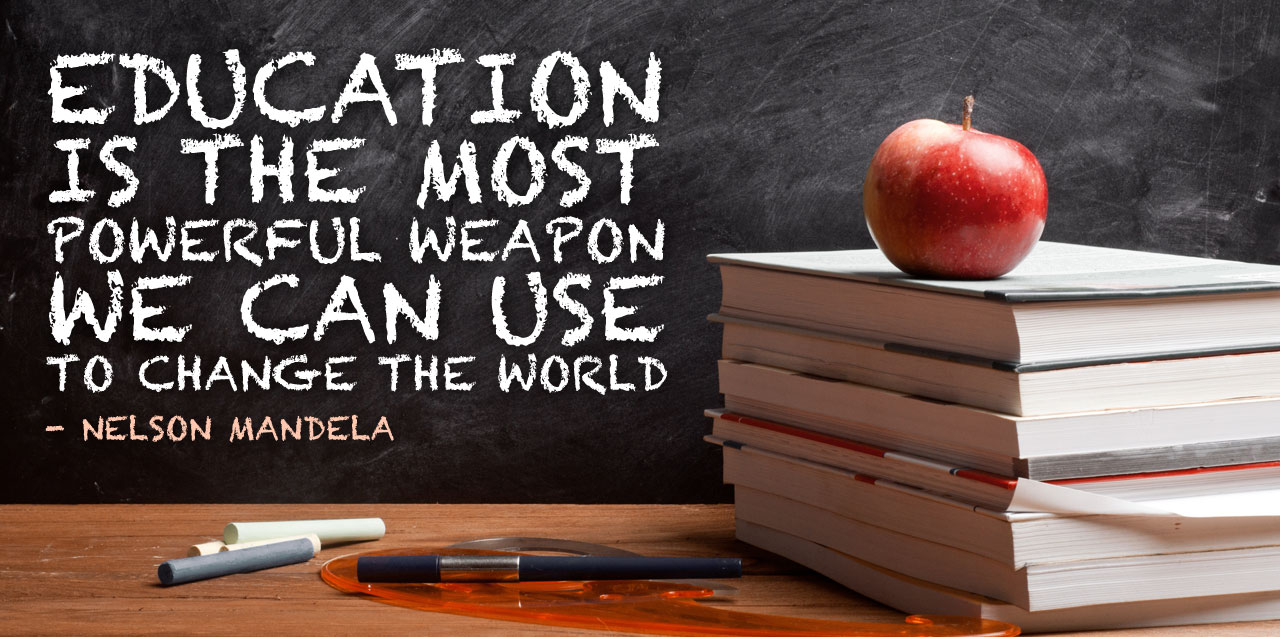 EDUCATION
IS THE MOST
POWERFUL WEAPON
WE CAN USE
TO CHANGE THE WORLD
- NELSON MANDELA